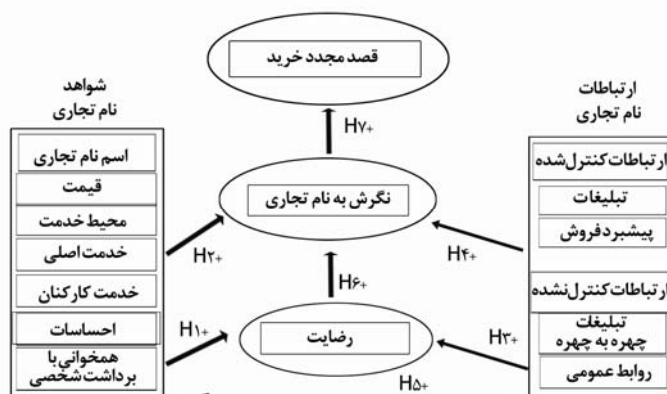 قصد مجدد خرید
شواهد
نام تجاری
ارتباطات
نام تجاری
H۷+
اسم نام تجاری
قیمت
محیط خدمت
خدمت اصلی
خدمت کارکنان
احساسات
همخوانی با
برداشت شخصی
نگرش به نام تجاری
ارتباطات کنترل شده
تبلیغات
پیشبرد فروش
ارتباطات کنترل نشده
تبلیغات
چهره به چهره
روابط عمومی
H۲+
H۴+
H۶+
H۱+
رضایت
H۳+
H۵+